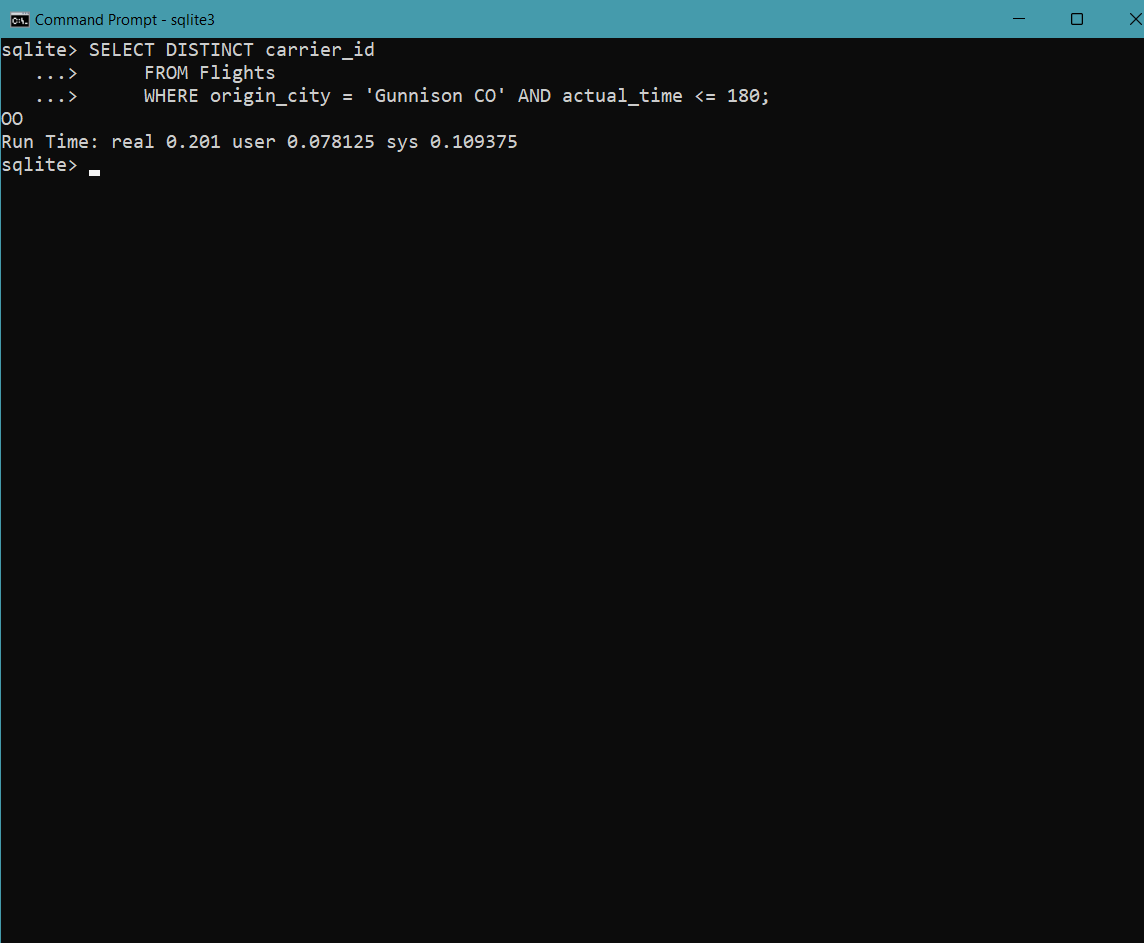 Command Prompt - sqlite3
sqlite> SELECT DISTINCT carrier_id
   ...>      FROM Flights
   ...>      WHERE origin_city = 'Gunnison CO' AND actual_time <= 180;
OO
Run Time: real 0.201 user 0.078125 sys 0.109375
sqlite>